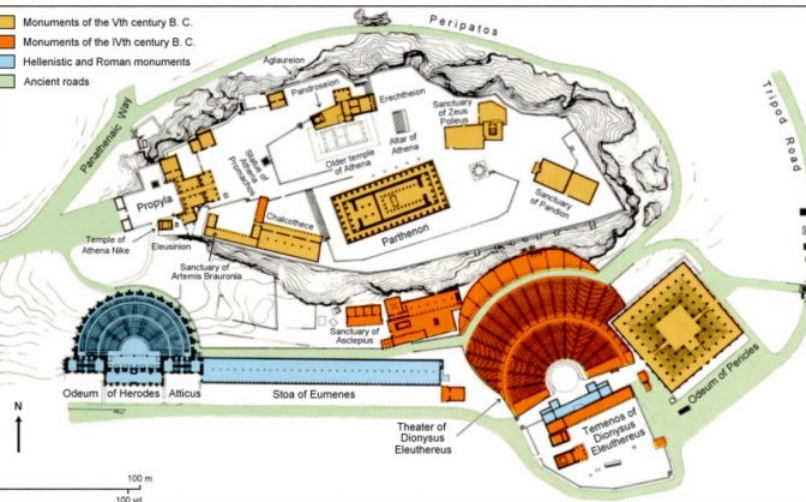 Monuments of the Vth century B. C.
Monuments of the IVth century B. C.
Hellenistic and Roman monuments
Ancient roads
Peripatos
Tripod Road
Panathenaic Way
Aglaureion
Pandroseion
Erechtheion
Sanctuary
of Zeus
Polieus
Altar of
Athena
Older temple
of Athena
Statue of
Athena
Promachos
Propyla
Chalcothece
Parthenon
Sanctuary
of Pandion
Temple of
Athena Nike
Eleusinion
Sanctuary of
Artemis Brauronia
Sanctuary of
Asclepius
Odeum of Herodes Atticus
Stoa of Eumenes
Theater of
Dionysus
Eleuthereus
Temenos of
Dionysus
Eleuthereus
Odeum of Pericles
N
100 m
100 yd